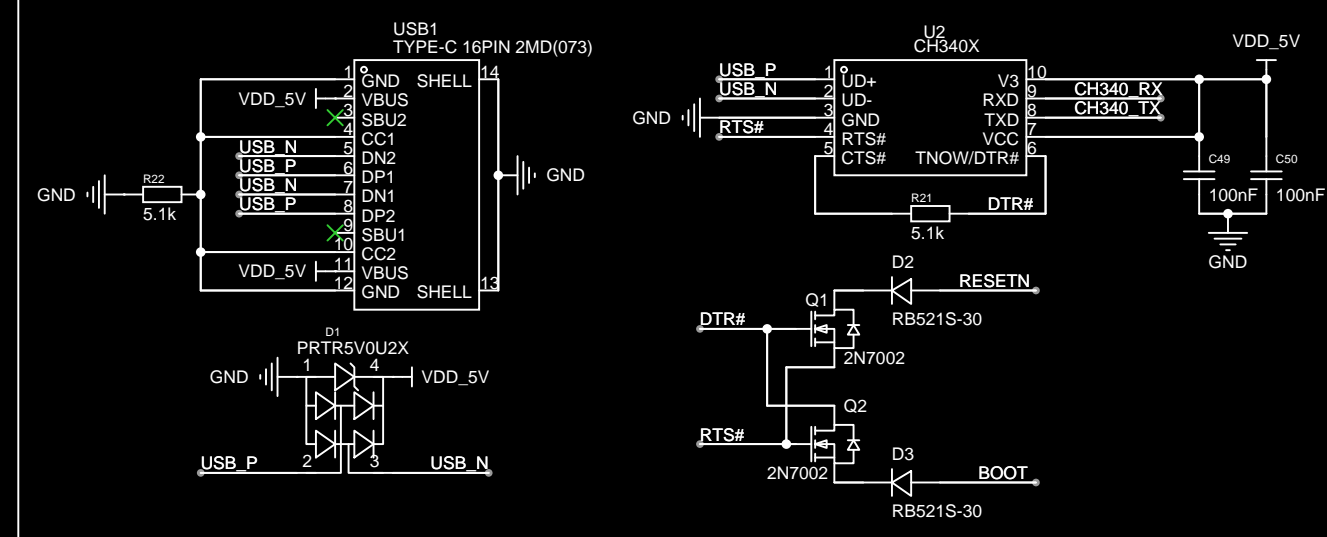 USB1
TYPE-C 16PIN 2MD(073)
1 GND SHELL 14
VDD_5V 2 VBUS
3 SBU2
4 CC1
USB_N 5 DN2
USB_P 6 DP1
USB_N 7 DN1
USB_P 8 DP2
9 SBU1
10 CC2
VDD_5V 11 VBUS
12 GND SHELL 13
GND
R22
5.1k
GND
D1
PRTR5V0U2X
GND 1 4 VDD_5V
USB_P 2 3 USB_N
U2
CH340X
VDD_5V
USB_P 1 UD+ V3 10
USB_N 2 UD- RXD 9 CH340_RX
GND 3 GND TXD 8 CH340_TX
RTS# 4 RTS# VCC 7
5 CTS# TNOW/DTR# 6
R21
5.1k
DTR#
C49
100nF
C50
100nF
GND
D2
RESETN
RB521S-30
Q1
DTR#
2N7002
Q2
RTS#
2N7002
D3
BOOT
RB521S-30